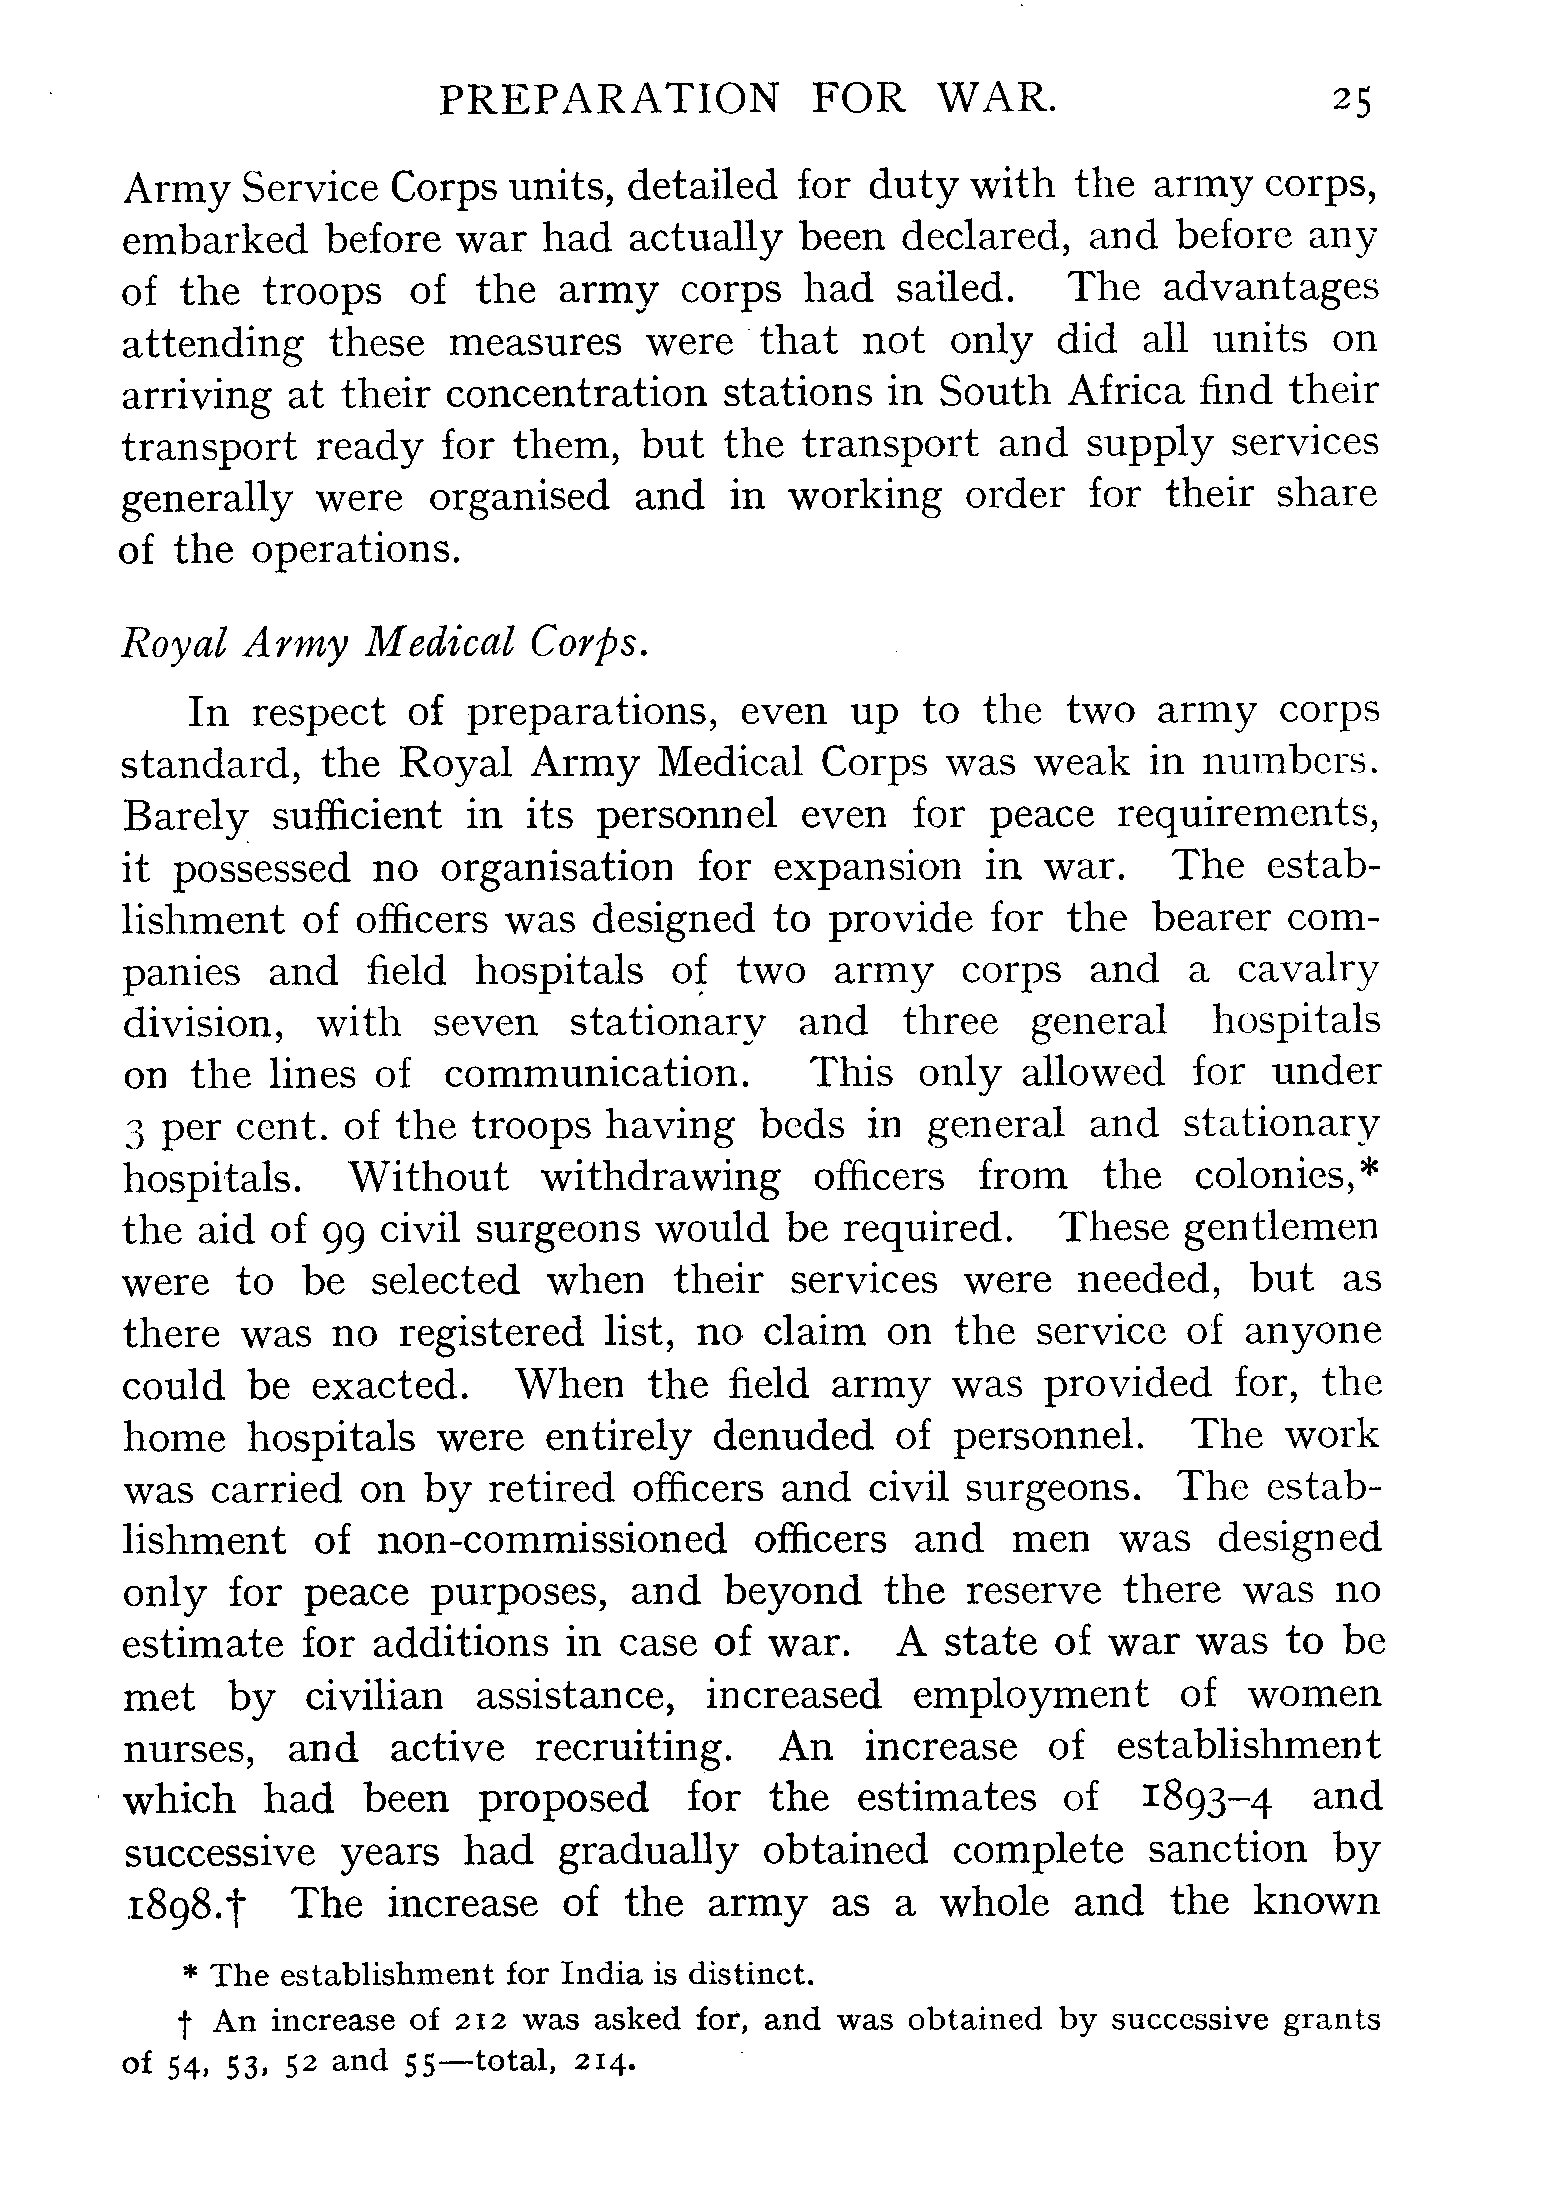 PREPARATION FOR WAR. 25
Army Service Corps units, detailed for duty with the army corps,
embarked before war had actually been declared, and before any
of the troops of the army corps had sailed. The advantages
attending these measures were that not only did all units on
arriving at their concentration stations in South Africa find their
transport ready for them, but the transport and supply services
generally were organised and in working order for their share
of the operations.
Royal Army Medical Corps.
In respect of preparations, even up to the two army corps
standard, the Royal Army Medical Corps was weak in numbers.
Barely sufficient in its personnel even for peace requirements,
it possessed no organisation for expansion in war. The estab-
lishment of officers was designed to provide for the bearer com-
panies and field hospitals of two army corps and a cavalry
division, with seven stationary and three general hospitals
on the lines of communication. This only allowed for under
3 per cent. of the troops having beds in general and stationary
hospitals. Without withdrawing officers from the colonies,*
the aid of 99 civil surgeons would be required. These gentlemen
were to be selected when their services were needed, but as
there was no registered list, no claim on the service of anyone
could be exacted. When the field army was provided for, the
home hospitals were entirely denuded of personnel. The work
was carried on by retired officers and civil surgeons. The estab-
lishment of non-commissioned officers and men was designed
only for peace purposes, and beyond the reserve there was no
estimate for additions in case of war. A state of war was to be
met by civilian assistance, increased employment of women
nurses, and active recruiting. An increase of establishment
which had been proposed for the estimates of 1893–4 and
successive years had gradually obtained complete sanction by
1898.† The increase of the army as a whole and the known
* The establishment for India is distinct.
† An increase of 212 was asked for, and was obtained by successive grants
of 54, 53, 52 and 55—total, 214.